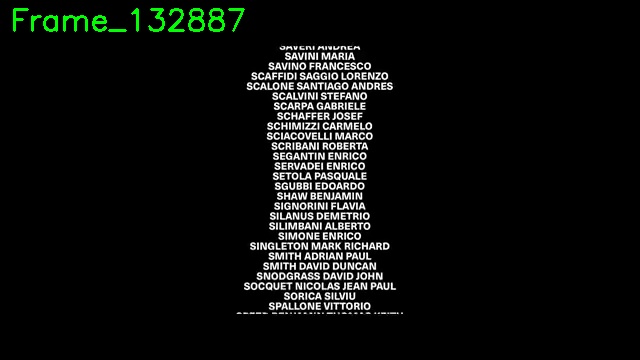 Frame_132887
SAVERI ANDREA
SAVINI MARIA
SAVINO FRANCESCO
SCAFFIDI SAGGIO LORENZO
SCALONE SANTIAGO ANDRES
SCALVINI STEFANO
SCARPA GABRIELE
SCHAFFER JOSEF
SCHIMIZZI CARMELO
SCIACOVELLI MARCO
SCRIBANI ROBERTA
SEGANTIN ENRICO
SERVADEI ENRICO
SETOLA PASQUALE
SGUBBI EDOARDO
SHAW BENJAMIN
SIGNORINI FLAVIA
SILANUS DEMETRIO
SILIMBANI ALBERTO
SIMONE ENRICO
SINGLETON MARK RICHARD
SMITH ADRIAN PAUL
SMITH DAVID DUNCAN
SNODGRASS DAVID JOHN
SOCQUET NICOLAS JEAN PAUL
SORICA SILVIU
SPALLONE VITTORIO